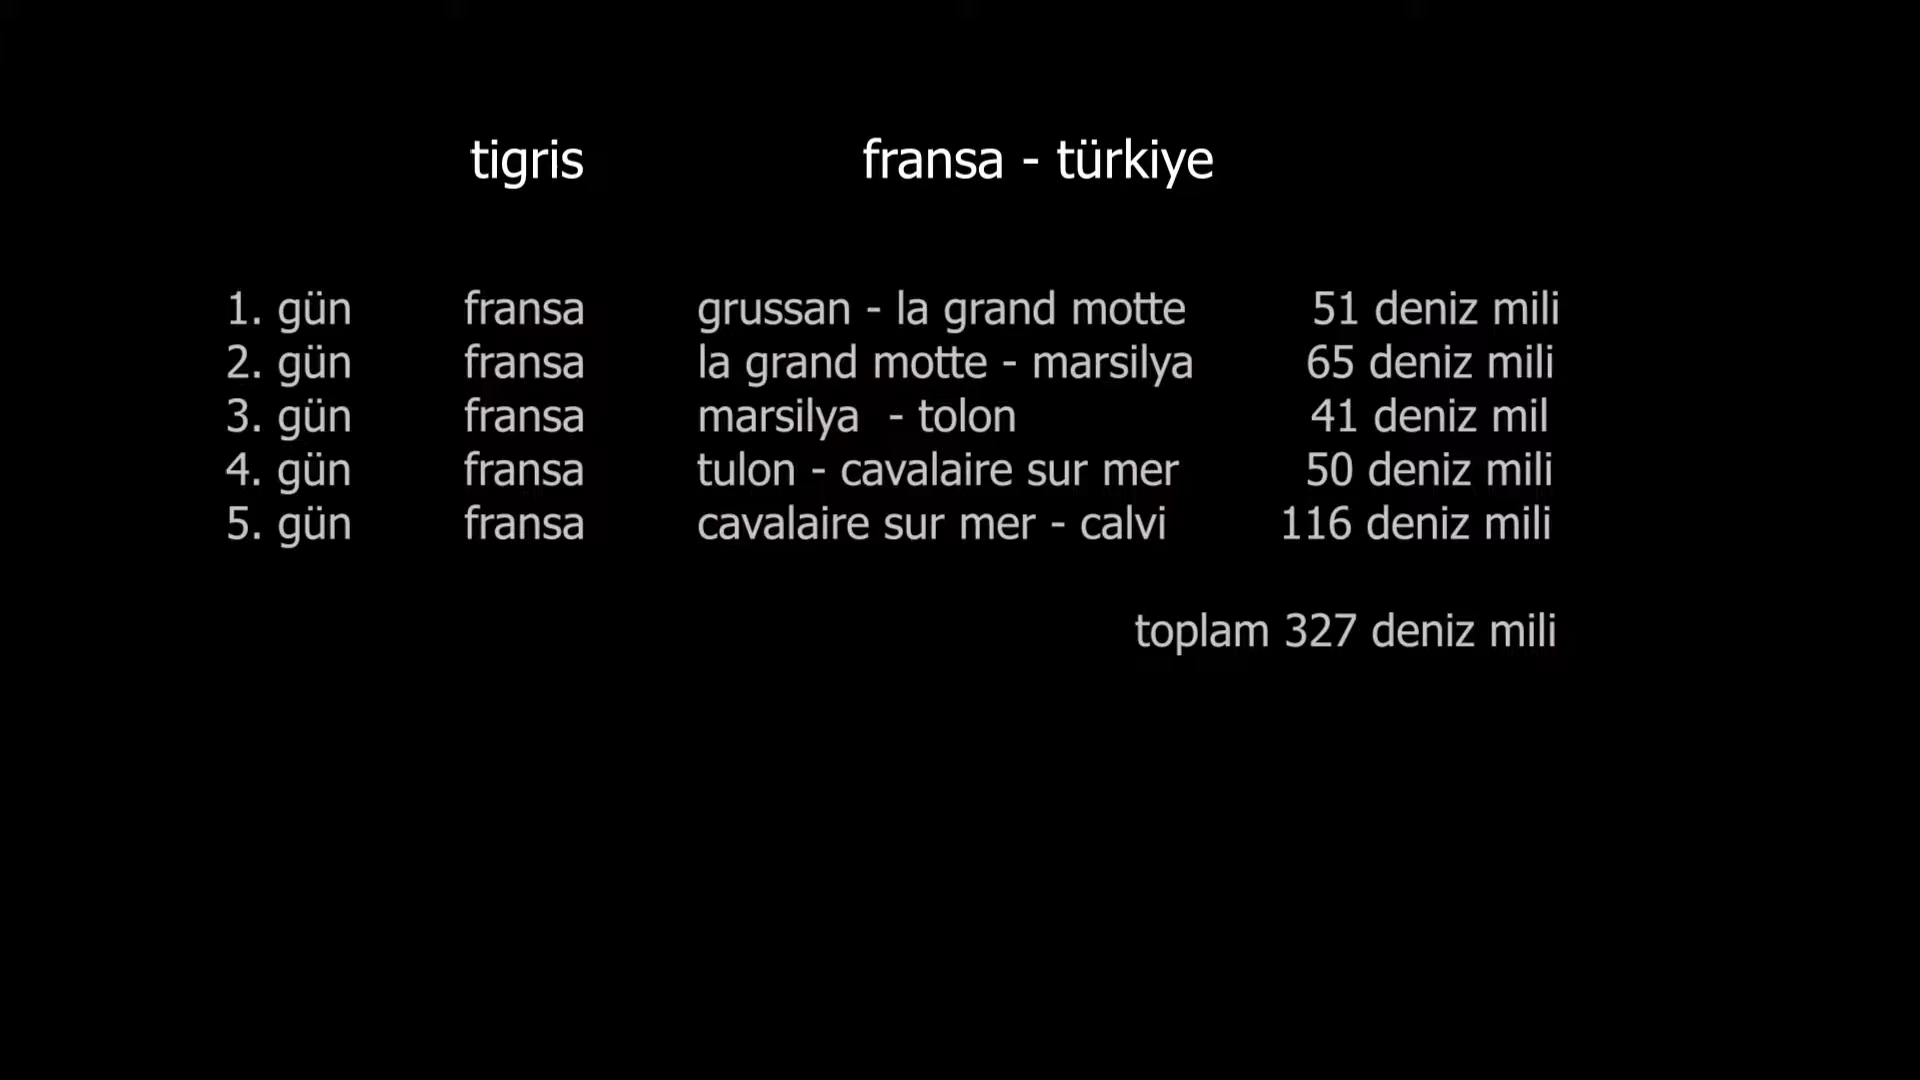 tigris fransa - türkiye
1. gün fransa grussan - la grand motte 51 deniz mili
2. gün fransa la grand motte - marsilya 65 deniz mili
3. gün fransa marsilya - tolon 41 deniz mil
4. gün fransa tulon - cavalaire sur mer 50 deniz mili
5. gün fransa cavalaire sur mer - calvi 116 deniz mili
toplam 327 deniz mili